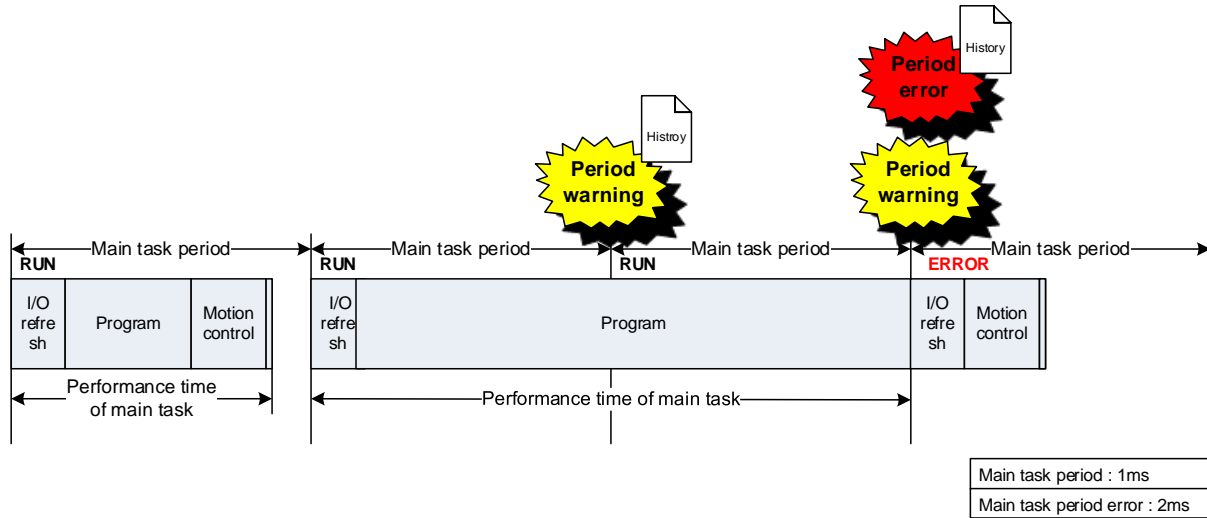 History
Period
error
Histroy
Period
warning
Period
warning
Main task period
Main task period
Main task period
Main task period
RUN
RUN
RUN
ERROR
I/O
refre
sh
Program
Motion
control
I/O
refre
sh
Program
I/O
refre
sh
Motion
control
Performance time
of main task
Performance time of main task
Main task period : 1ms
Main task period error : 2ms